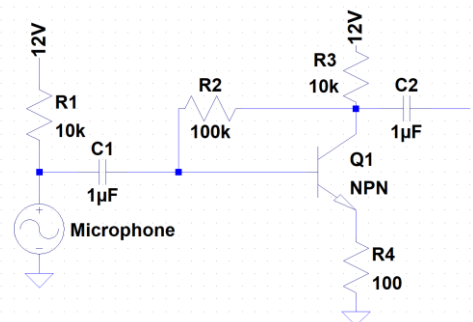 12V
12V
R1
10k
C1
1µF
R2
100k
R3
10k
C2
1µF
Q1
NPN
Microphone
R4
100